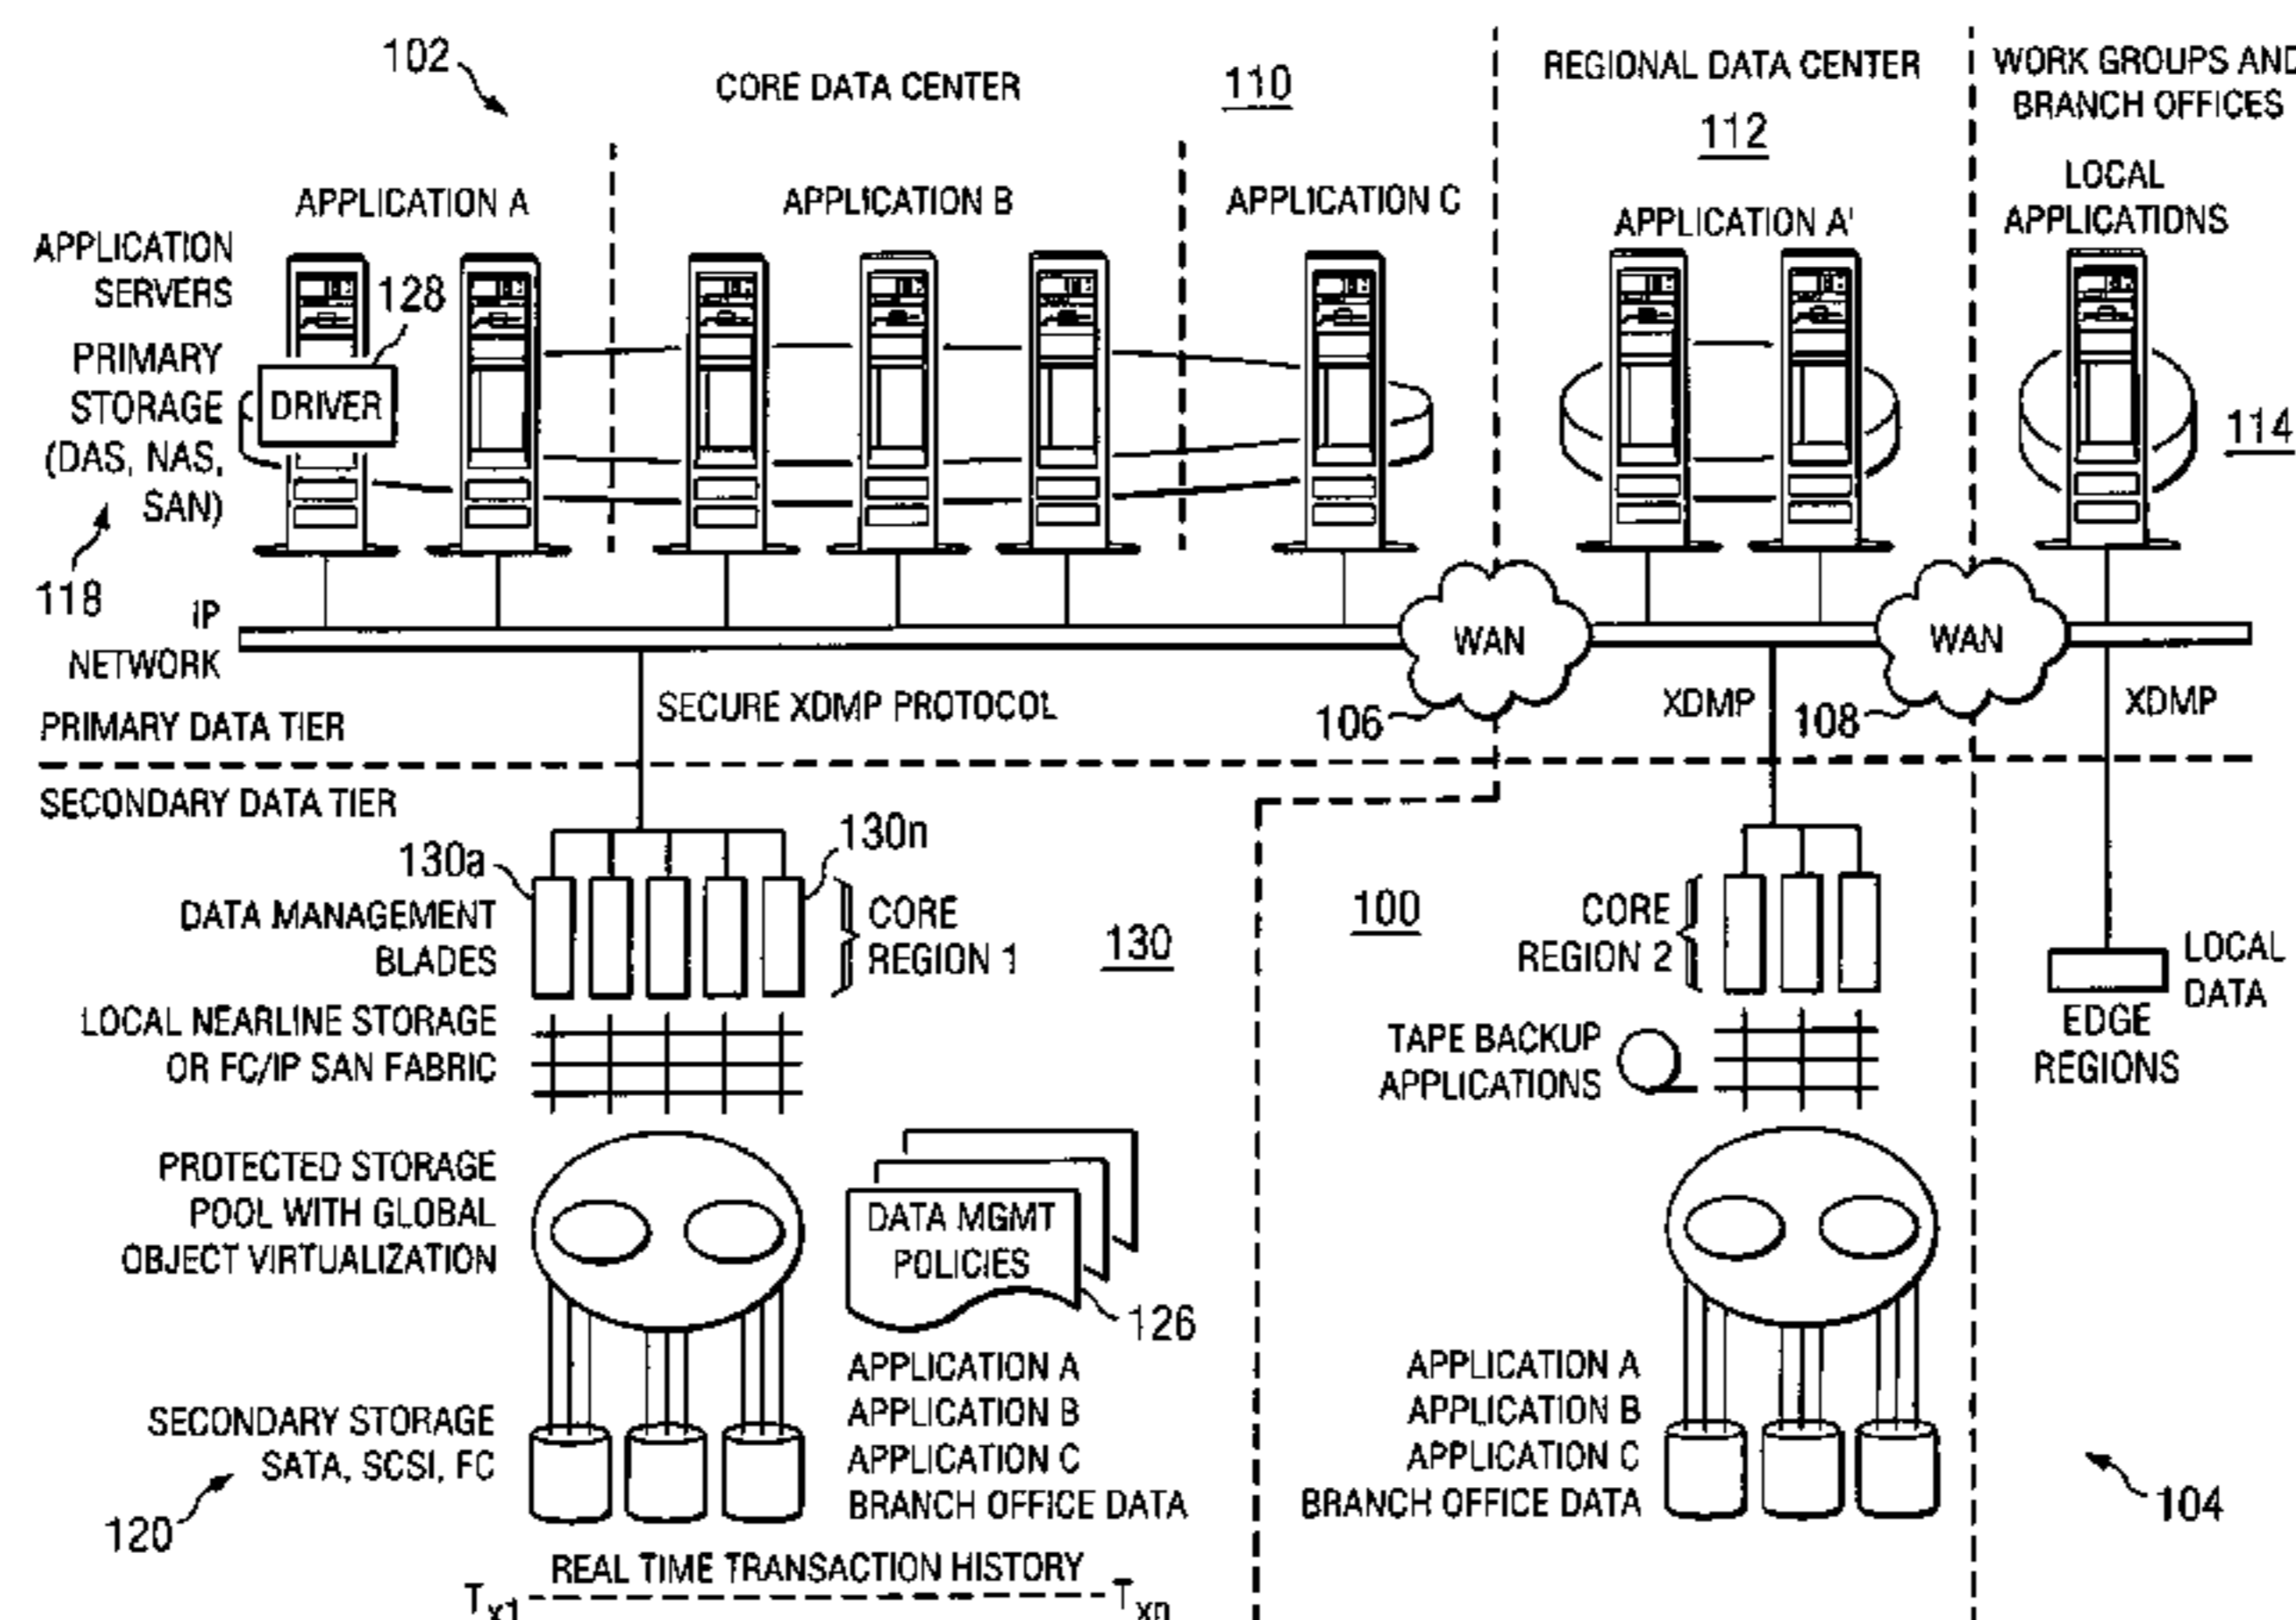 102
CORE DATA CENTER
110
REGIONAL DATA CENTER
112
WORK GROUPS AND
BRANCH OFFICES
APPLICATION A
APPLICATION B
APPLICATION C
APPLICATION A'
LOCAL
APPLICATIONS
APPLICATION
SERVERS
128
PRIMARY
STORAGE
(DAS, NAS,
SAN)
DRIVER
114
118
IP
NETWORK
WAN
WAN
SECURE XDMP PROTOCOL
106
XDMP
108
XDMP
PRIMARY DATA TIER
SECONDARY DATA TIER
130a
130n
DATA MANAGEMENT
BLADES
CORE
REGION 1
130
100
CORE
REGION 2
LOCAL
DATA
EDGE
REGIONS
LOCAL NEARLINE STORAGE
OR FC/IP SAN FABRIC
TAPE BACKUP
APPLICATIONS
PROTECTED STORAGE
POOL WITH GLOBAL
OBJECT VIRTUALIZATION
DATA MGMT
POLICIES
126
SECONDARY STORAGE
SATA, SCSI, FC
120
APPLICATION A
APPLICATION B
APPLICATION C
BRANCH OFFICE DATA
APPLICATION A
APPLICATION B
APPLICATION C
BRANCH OFFICE DATA
104
REAL TIME TRANSACTION HISTORY
Tx1
Txn